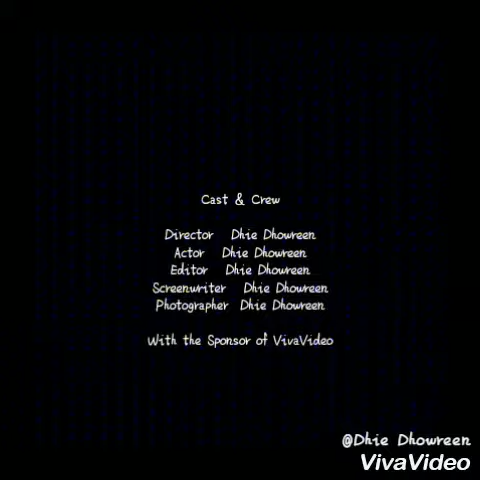 Cast & Crew
Director Dhie Dhowreen
Actor Dhie Dhowreen
Editor Dhie Dhowreen
Screenwriter Dhie Dhowreen
Photographer Dhie Dhowreen
With the Sponsor of VivaVideo
@Dhie Dhowreen
VivaVideo